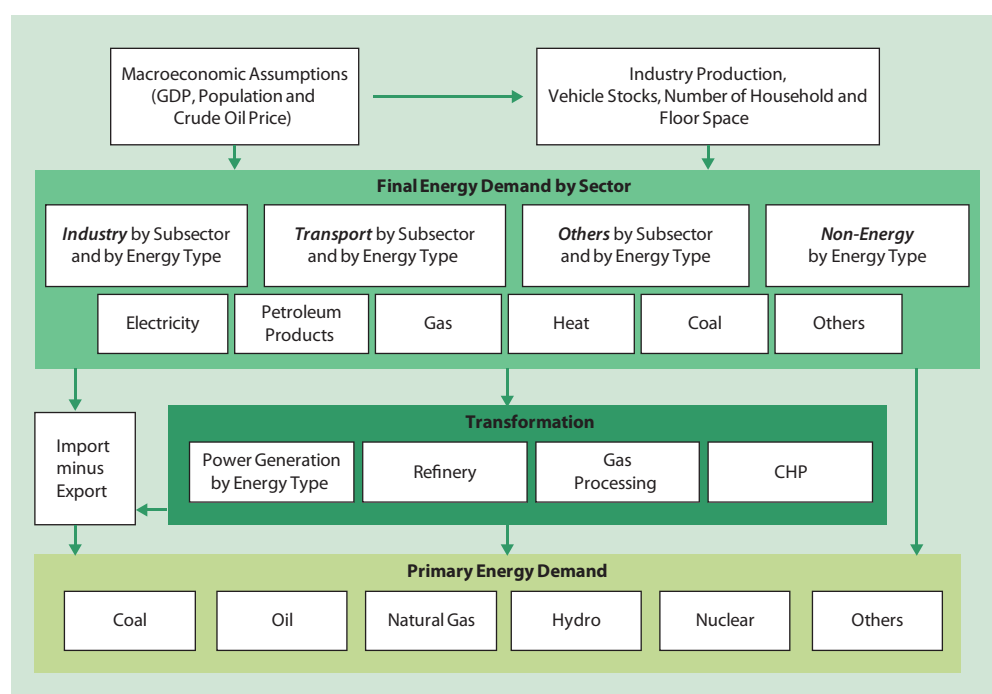 Macroeconomic Assumptions
(GDP, Population and
Crude Oil Price)
Industry Production,
Vehicle Stocks, Number of Household and
Floor Space
Final Energy Demand by Sector
Industry by Subsector
and by Energy Type
Transport by Subsector
and by Energy Type
Others by Subsector
and by Energy Type
Non-Energy
by Energy Type
Electricity
Petroleum
Products
Gas
Heat
Coal
Others
Import
minus
Export
Transformation
Power Generation
by Energy Type
Refinery
Gas
Processing
CHP
Primary Energy Demand
Coal
Oil
Natural Gas
Hydro
Nuclear
Others